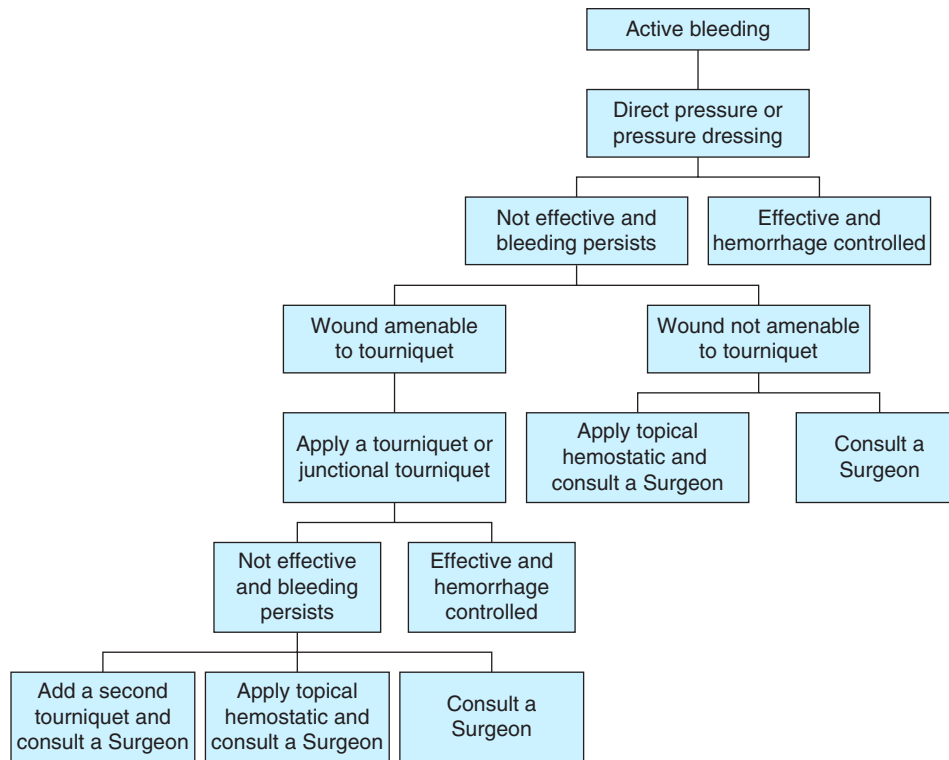 Active bleeding
Direct pressure or
pressure dressing
Not effective and
bleeding persists
Effective and
hemorrhage controlled
Wound amenable
to tourniquet
Wound not amenable
to tourniquet
Apply a tourniquet or
junctional tourniquet
Apply topical
hemostatic and
consult a Surgeon
Consult a
Surgeon
Not effective
and bleeding
persists
Effective and
hemorrhage
controlled
Add a second
tourniquet and
consult a Surgeon
Apply topical
hemostatic and
consult a Surgeon
Consult a
Surgeon